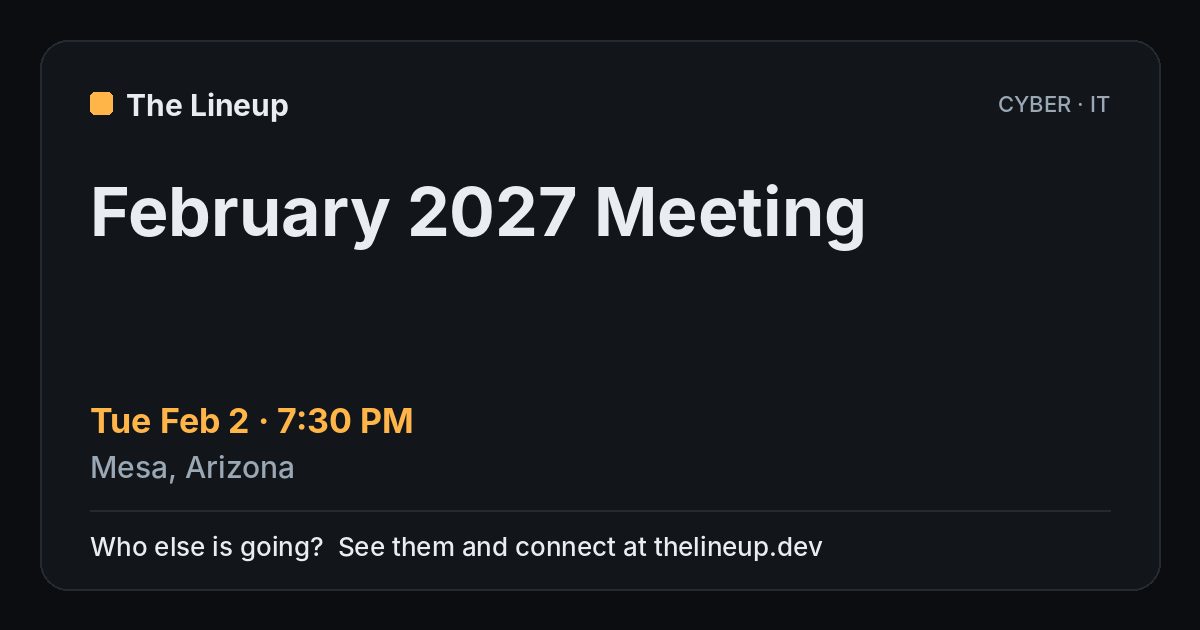 The Lineup
CYBER · IT
February 2027 Meeting
Tue Feb 2 · 7:30 PM
Mesa, Arizona
Who else is going? See them and connect at thelineup.dev